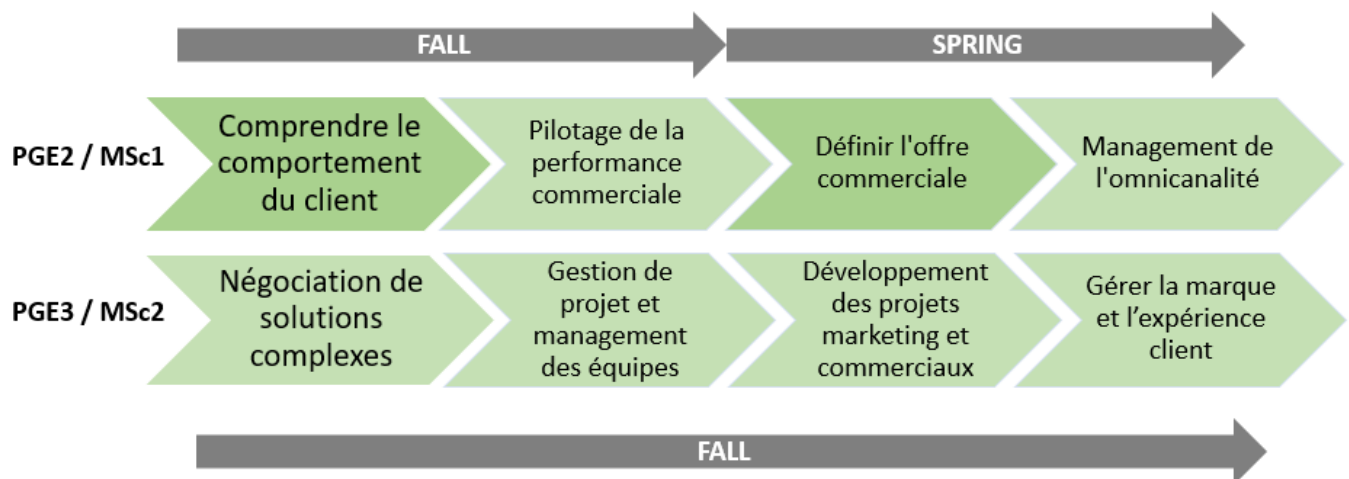 FALL
SPRING
PGE2 / MSc1
Comprendre le
comportement
du client
Pilotage de la
performance
commerciale
Définir l'offre
commerciale
Management de
l'omnicanalité
PGE3 / MSc2
Négociation de
solutions
complexes
Gestion de
projet et
management
des équipes
Développement
des projets
marketing et
commerciaux
Gérer la marque
et l’expérience
client
FALL